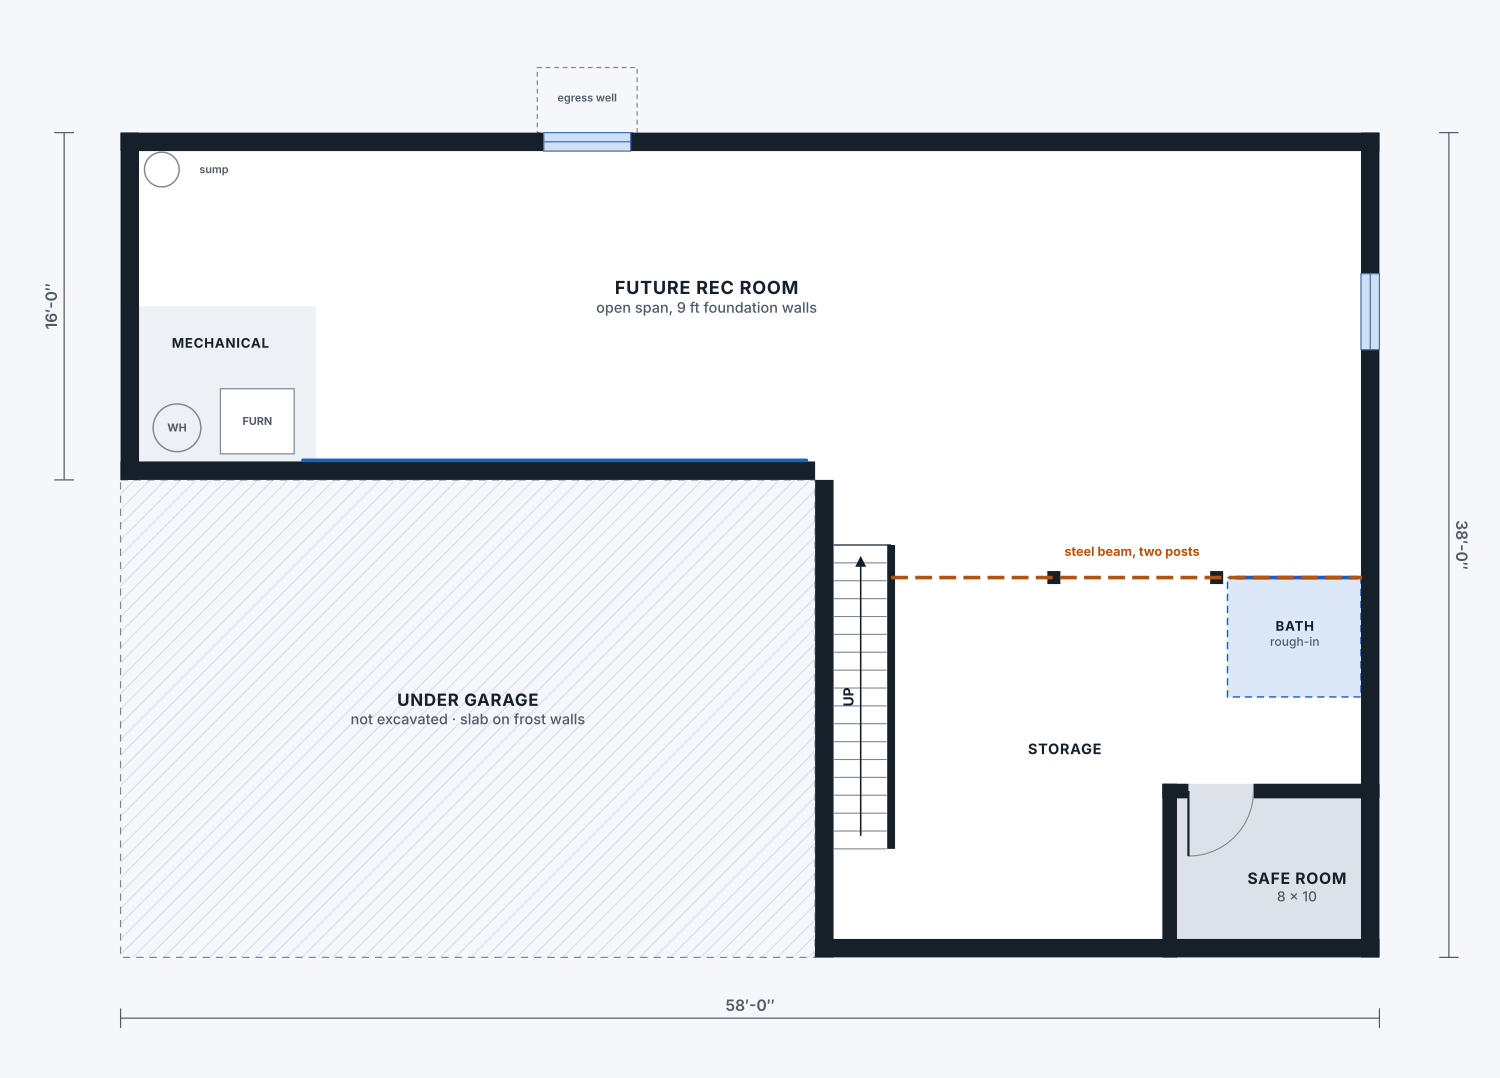 egress well
sump
FUTURE REC ROOM
open span, 9 ft foundation walls
16′-0″
MECHANICAL
WH
FURN
38′-0″
steel beam, two posts
BATH
rough-in
UP
UNDER GARAGE
not excavated · slab on frost walls
STORAGE
SAFE ROOM
8 × 10
58′-0″